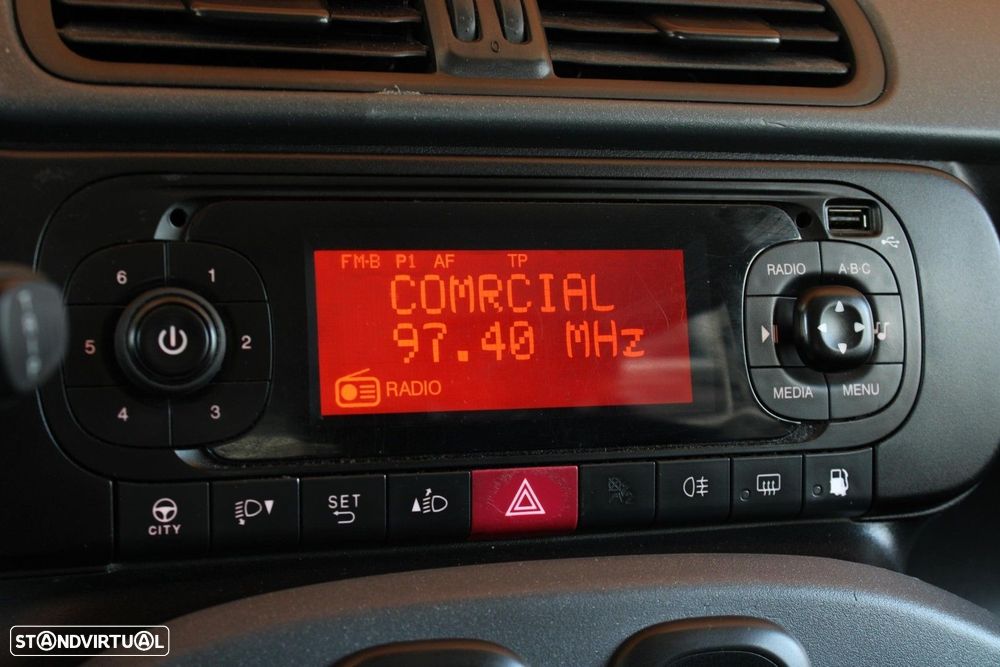 0
FM-B P1 AF TP
COMRCIAL
97.40 MHz
RADIO
6 1
5 2
4 3
RADIO A·B·C
MEDIA MENU
CITY
SET
STANDVIRTUAL